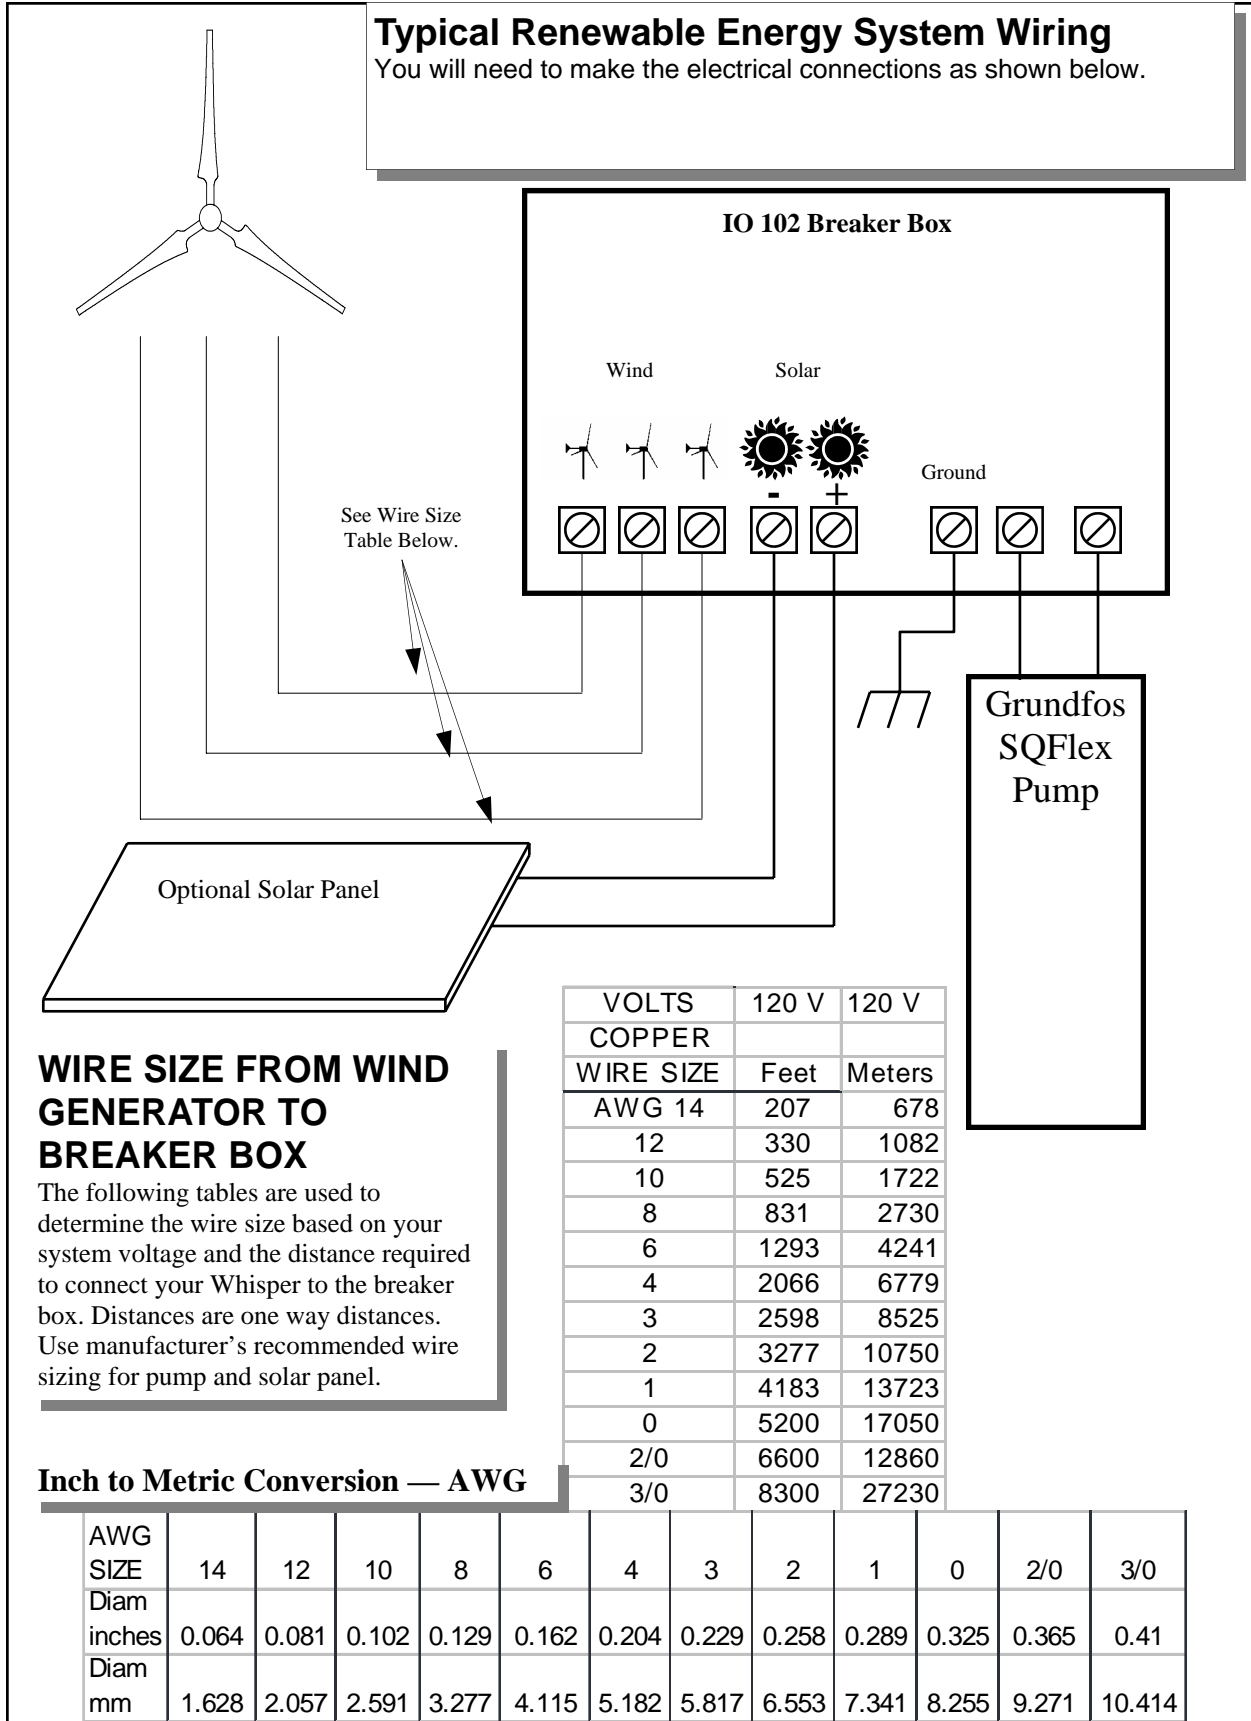 Typical Renewable Energy System Wiring
You will need to make the electrical connections as shown below.
IO 102 Breaker Box
Wind Solar
- +
Ground
See Wire Size
Table Below.
Grundfos
SQFlex
Pump
Optional Solar Panel
WIRE SIZE FROM WIND
GENERATOR TO
BREAKER BOX
The following tables are used to
determine the wire size based on your
system voltage and the distance required
to connect your Whisper to the breaker
box. Distances are one way distances.
Use manufacturer's recommended wire
sizing for pump and solar panel.
VOLTS 120 V 120 V
COPPER
WIRE SIZE Feet Meters
AWG 14 207 678
12 330 1082
10 525 1722
8 831 2730
6 1293 4241
4 2066 6779
3 2598 8525
2 3277 10750
1 4183 13723
0 5200 17050
2/0 6600 12860
3/0 8300 27230
Inch to Metric Conversion — AWG
AWG
SIZE 14 12 10 8 6 4 3 2 1 0 2/0 3/0
Diam
inches 0.064 0.081 0.102 0.129 0.162 0.204 0.229 0.258 0.289 0.325 0.365 0.41
Diam
mm 1.628 2.057 2.591 3.277 4.115 5.182 5.817 6.553 7.341 8.255 9.271 10.414